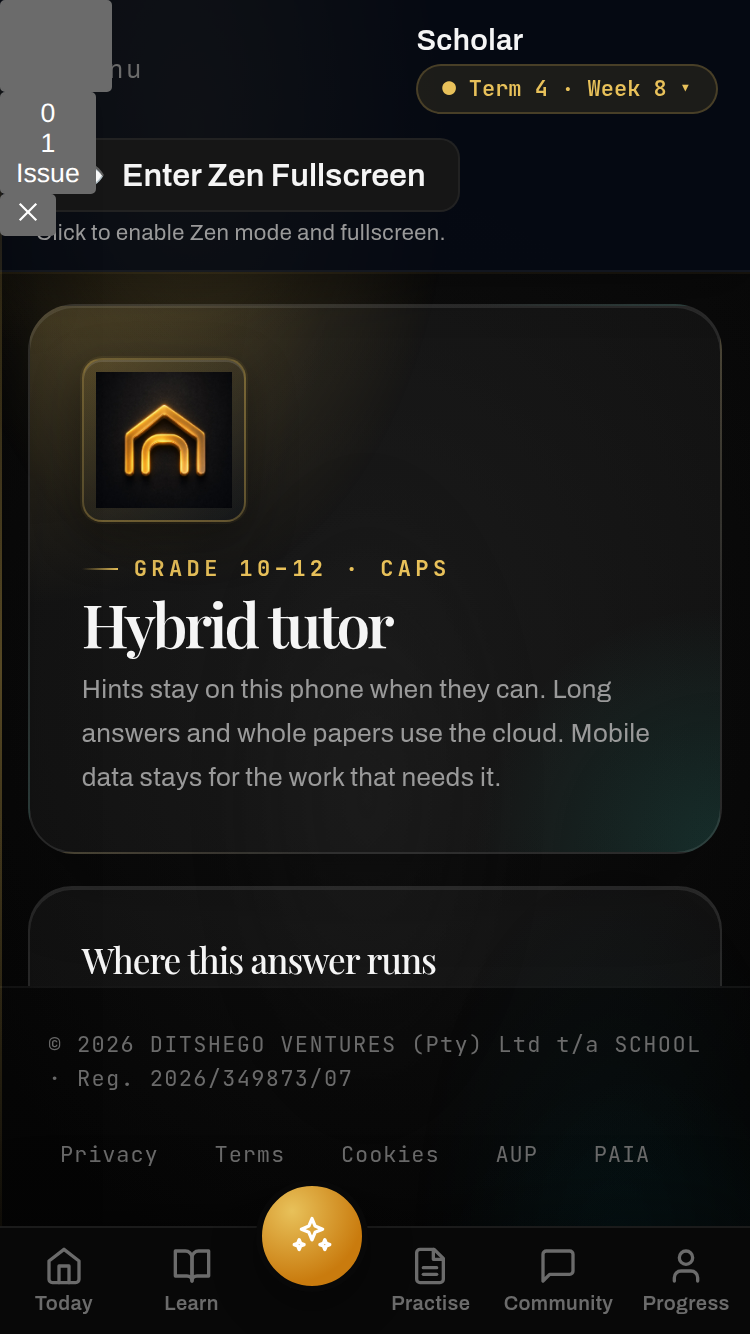 Scholar
Term 4 · Week 8 ▾
0
1
Issue
Enter Zen Fullscreen
Click to enable Zen mode and fullscreen.
GRADE 10–12 · CAPS
Hybrid tutor
Hints stay on this phone when they can. Long
answers and whole papers use the cloud. Mobile
data stays for the work that needs it.
Where this answer runs
© 2026 DITSHEGO VENTURES (Pty) Ltd t/a SCHOOL
· Reg. 2026/349873/07
Privacy Terms Cookies AUP PAIA
Today Learn Practise Community Progress